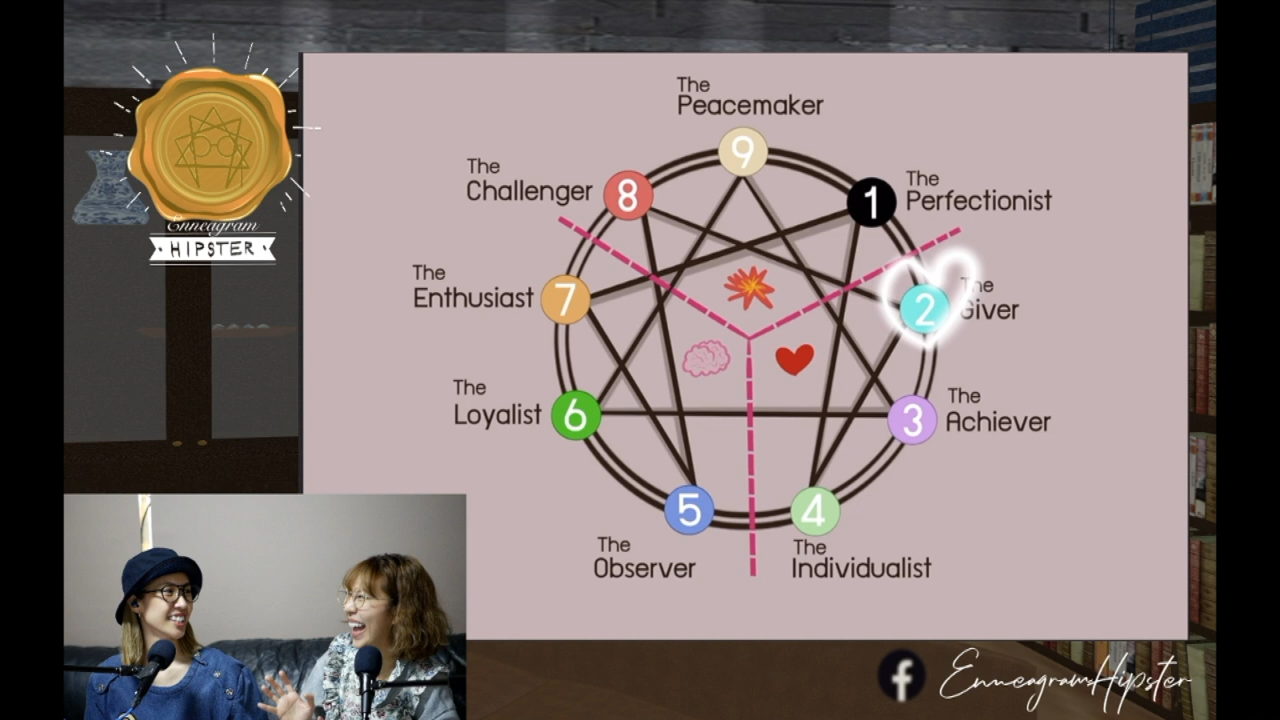 Enneagram
HIPSTER
The
Peacemaker
9
The
Challenger
8
1
The
Perfectionist
The
Enthusiast
7
2
The
Giver
The
Loyalist
6
3
The
Achiever
5
4
The
Observer
The
Individualist
f
EnneagramHipster